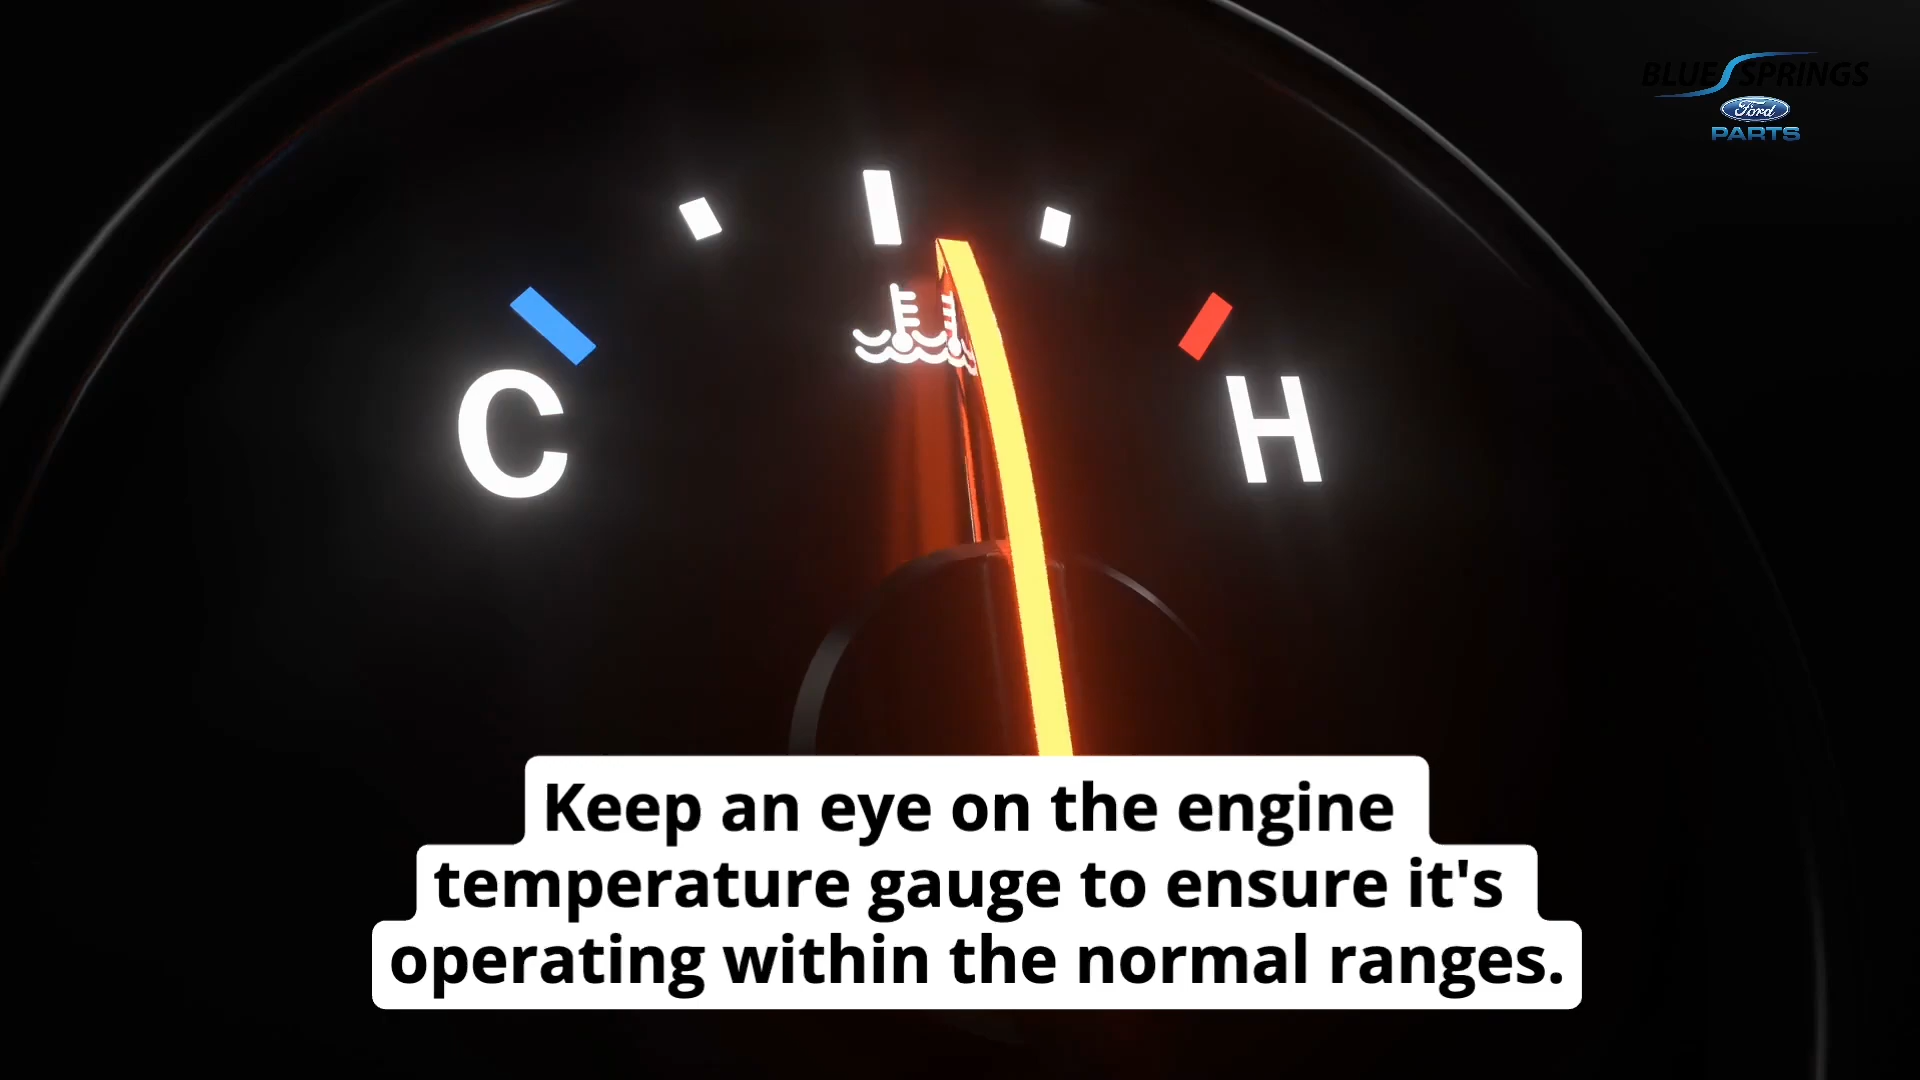 BLUE SPRINGS
Ford
PARTS
C
H
Keep an eye on the engine
temperature gauge to ensure it's
operating within the normal ranges.